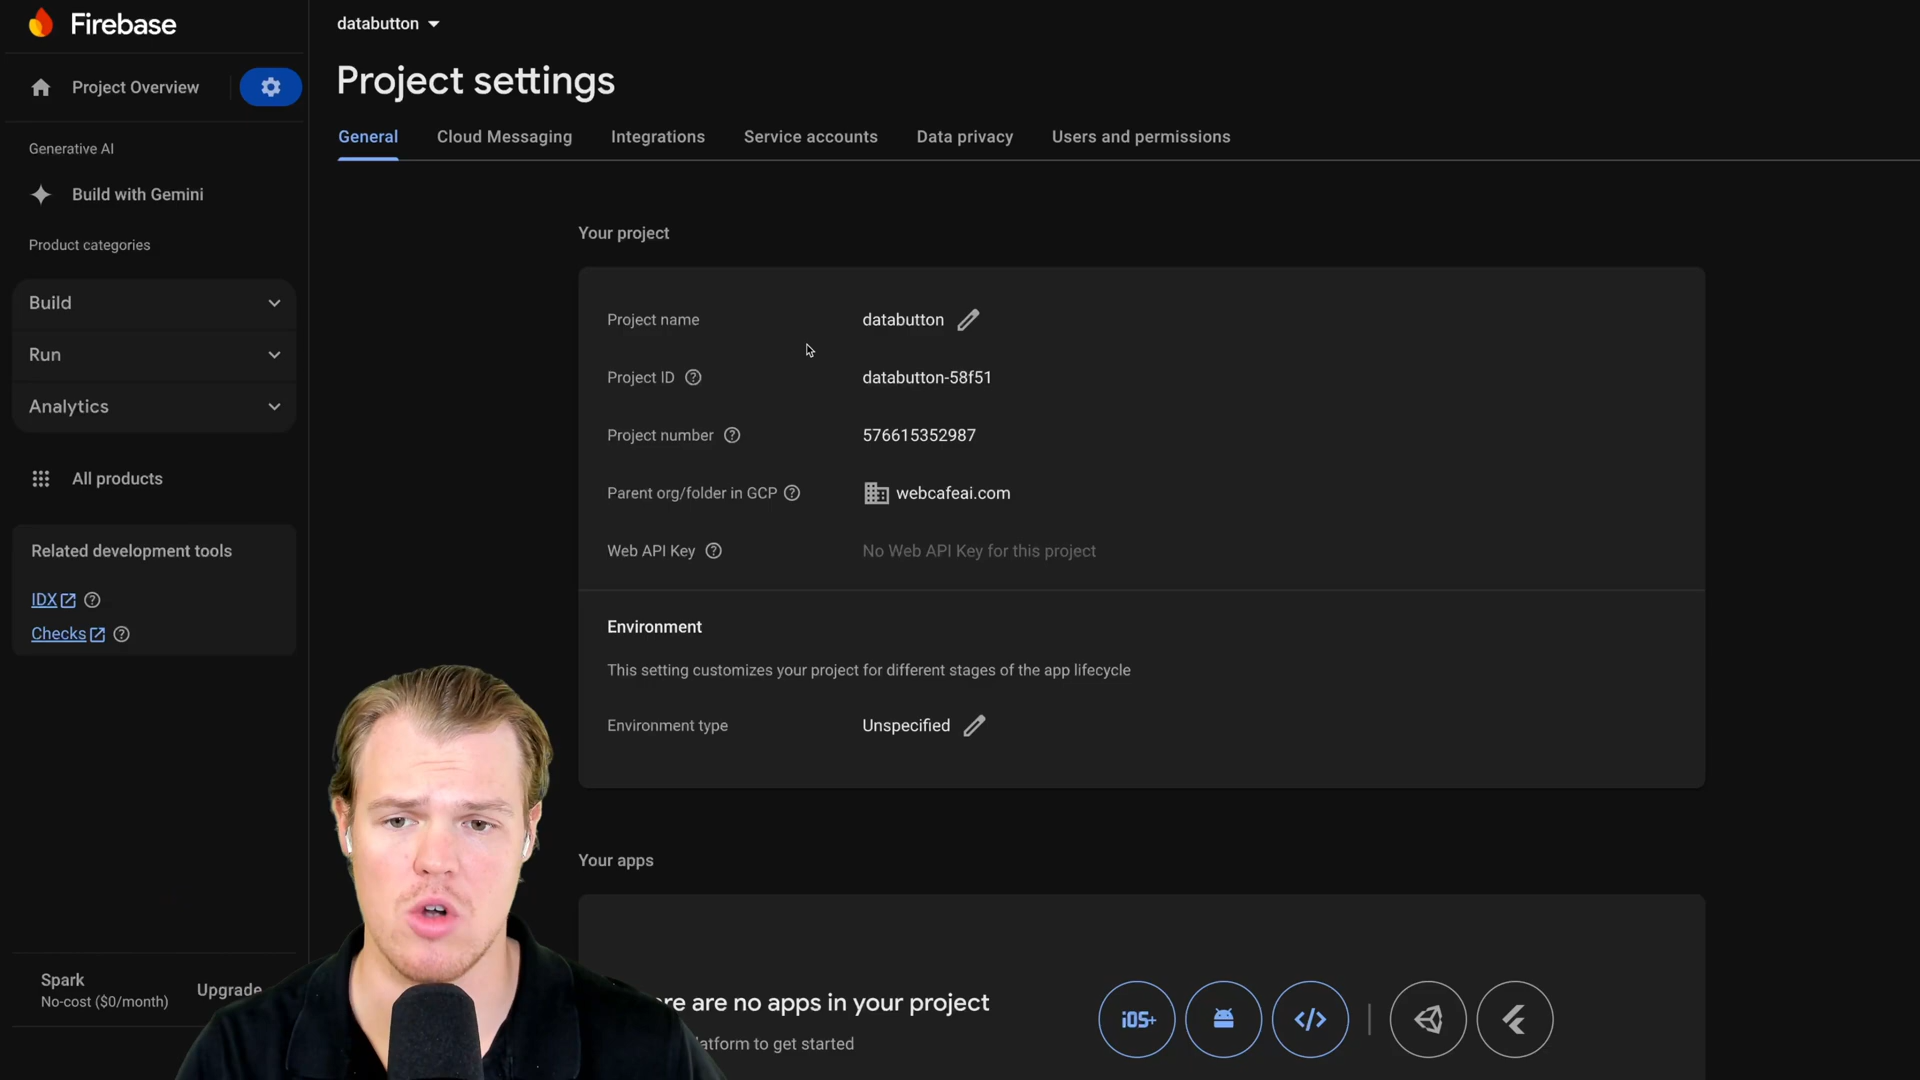 Firebase
Project Overview
Generative AI
Build with Gemini
Product categories
Build
Run
Analytics
All products
Related development tools
IDX
Checks
Spark
No-cost ($0/month)
Upgrade
databutton
Project settings
General
Cloud Messaging
Integrations
Service accounts
Data privacy
Users and permissions
Your project
Project name
databutton
Project ID
databutton-58f51
Project number
576615352987
Parent org/folder in GCP
webcafeai.com
Web API Key
No Web API Key for this project
Environment
This setting customizes your project for different stages of the app lifecycle
Environment type
Unspecified
Your apps
are no apps in your project
to get started
iOS+